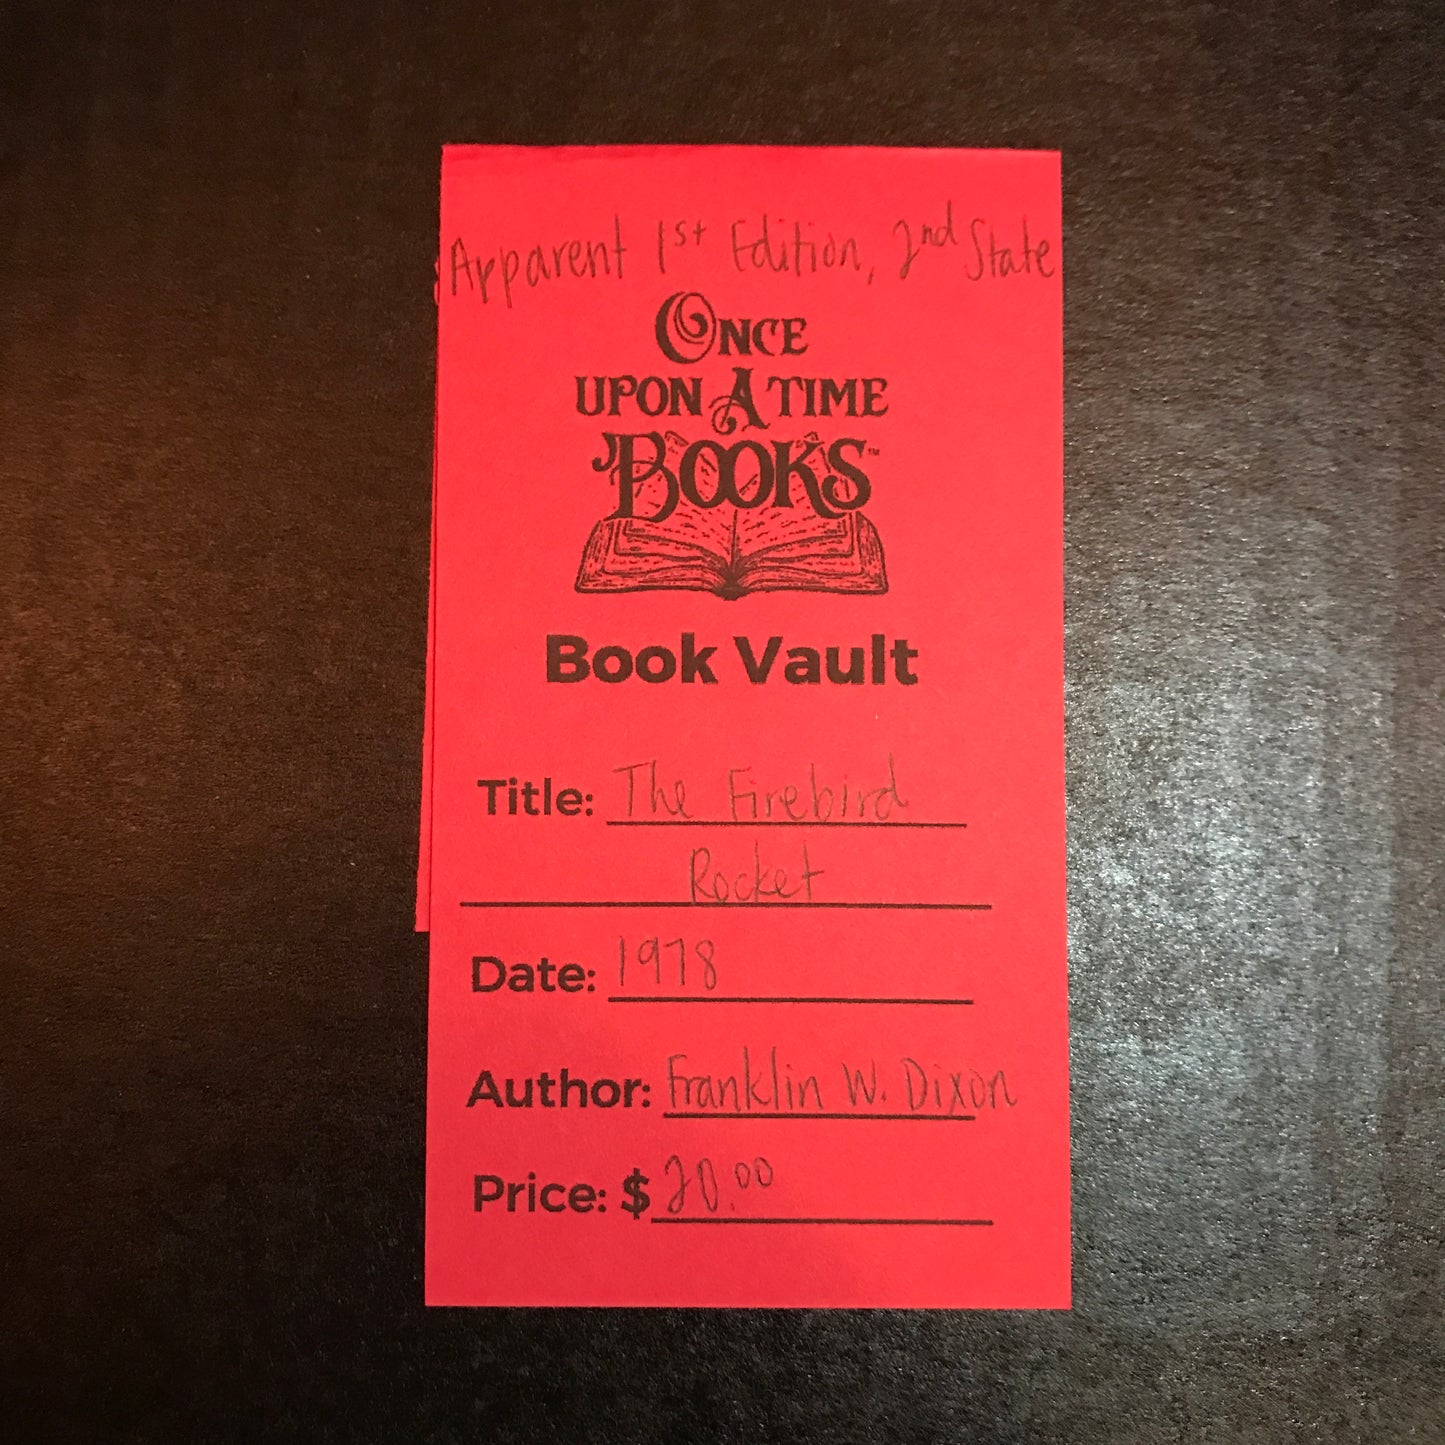 Apparent 1st Edition, 2nd State
ONCE
UPON A TIME
BOOKS™
Book Vault
Title: The Firebird
Rocket
Date: 1978
Author: Franklin W. Dixon
Price: $20.00